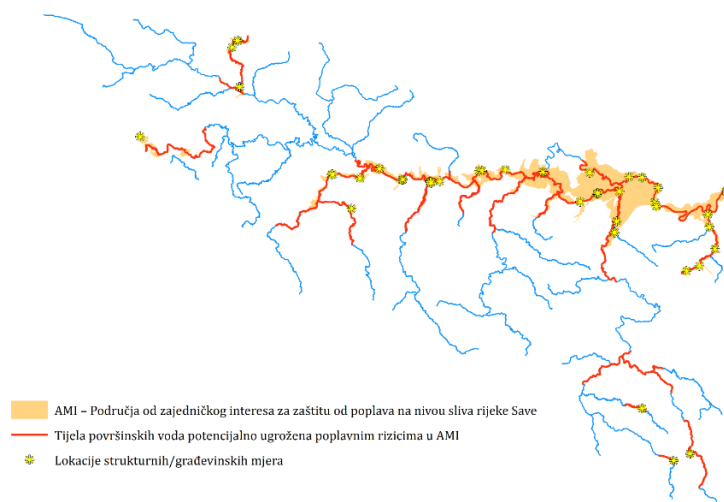 AMI – Područja od zajedničkog interesa za zaštitu od poplava na nivou sliva rijeke Save
Tijela površinskih voda potencijalno ugrožena poplavnim rizicima u AMI
Lokacije strukturnih/građevinskih mjera